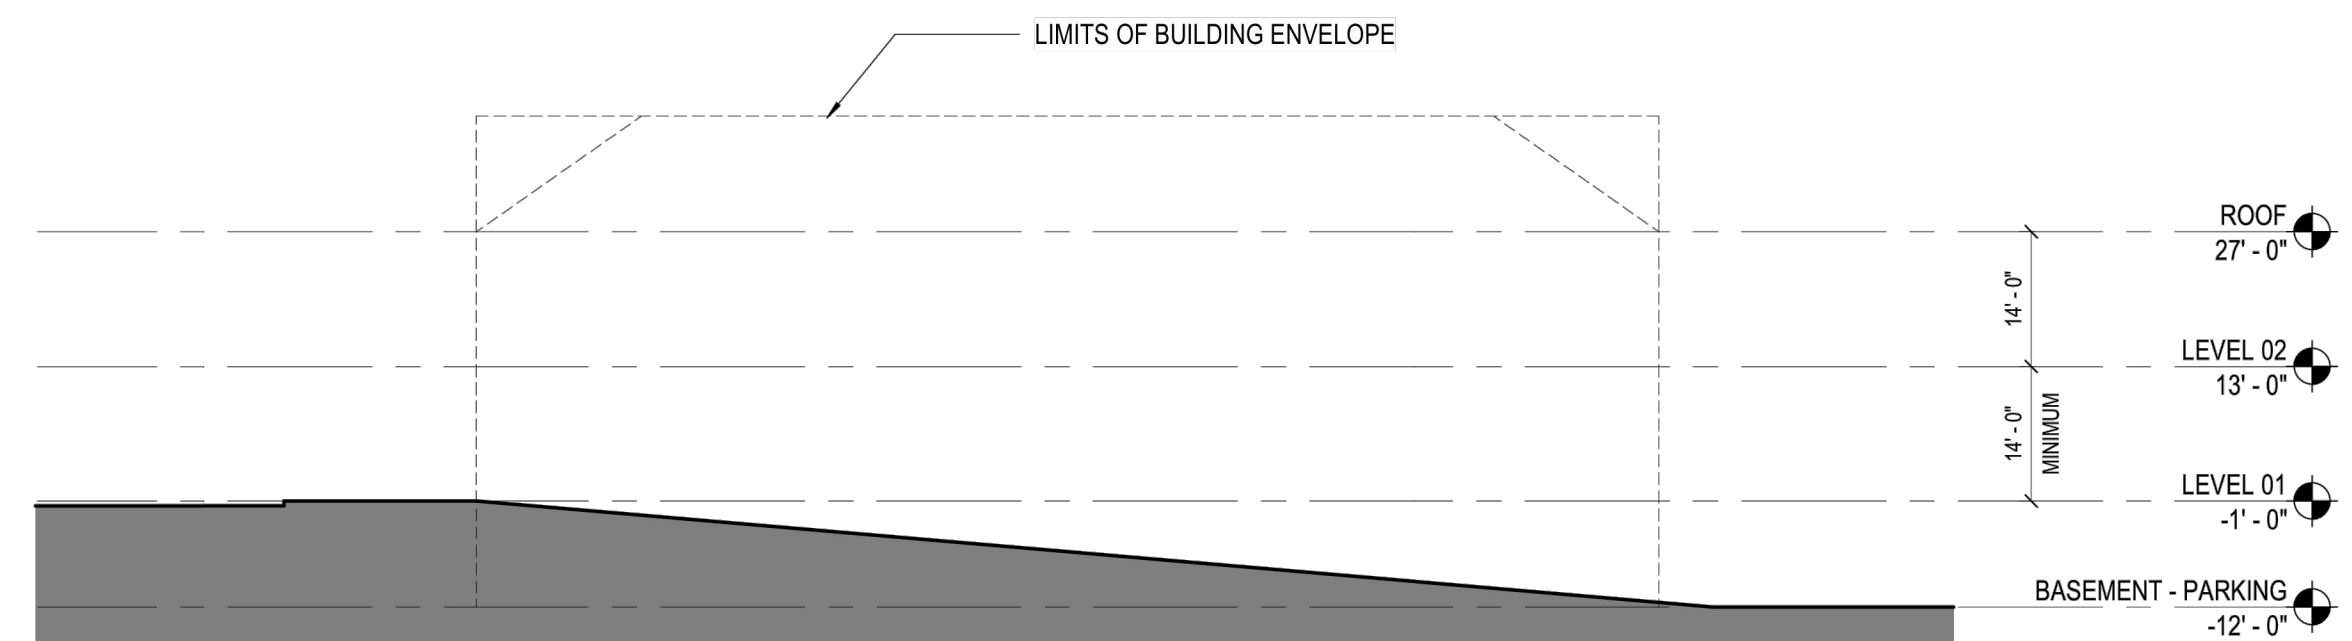 LIMITS OF BUILDING ENVELOPE
ROOF
27' - 0"
14' - 0"
LEVEL 02
13' - 0"
14' - 0"
MINIMUM
LEVEL 01
-1' - 0"
BASEMENT - PARKING
-12' - 0"